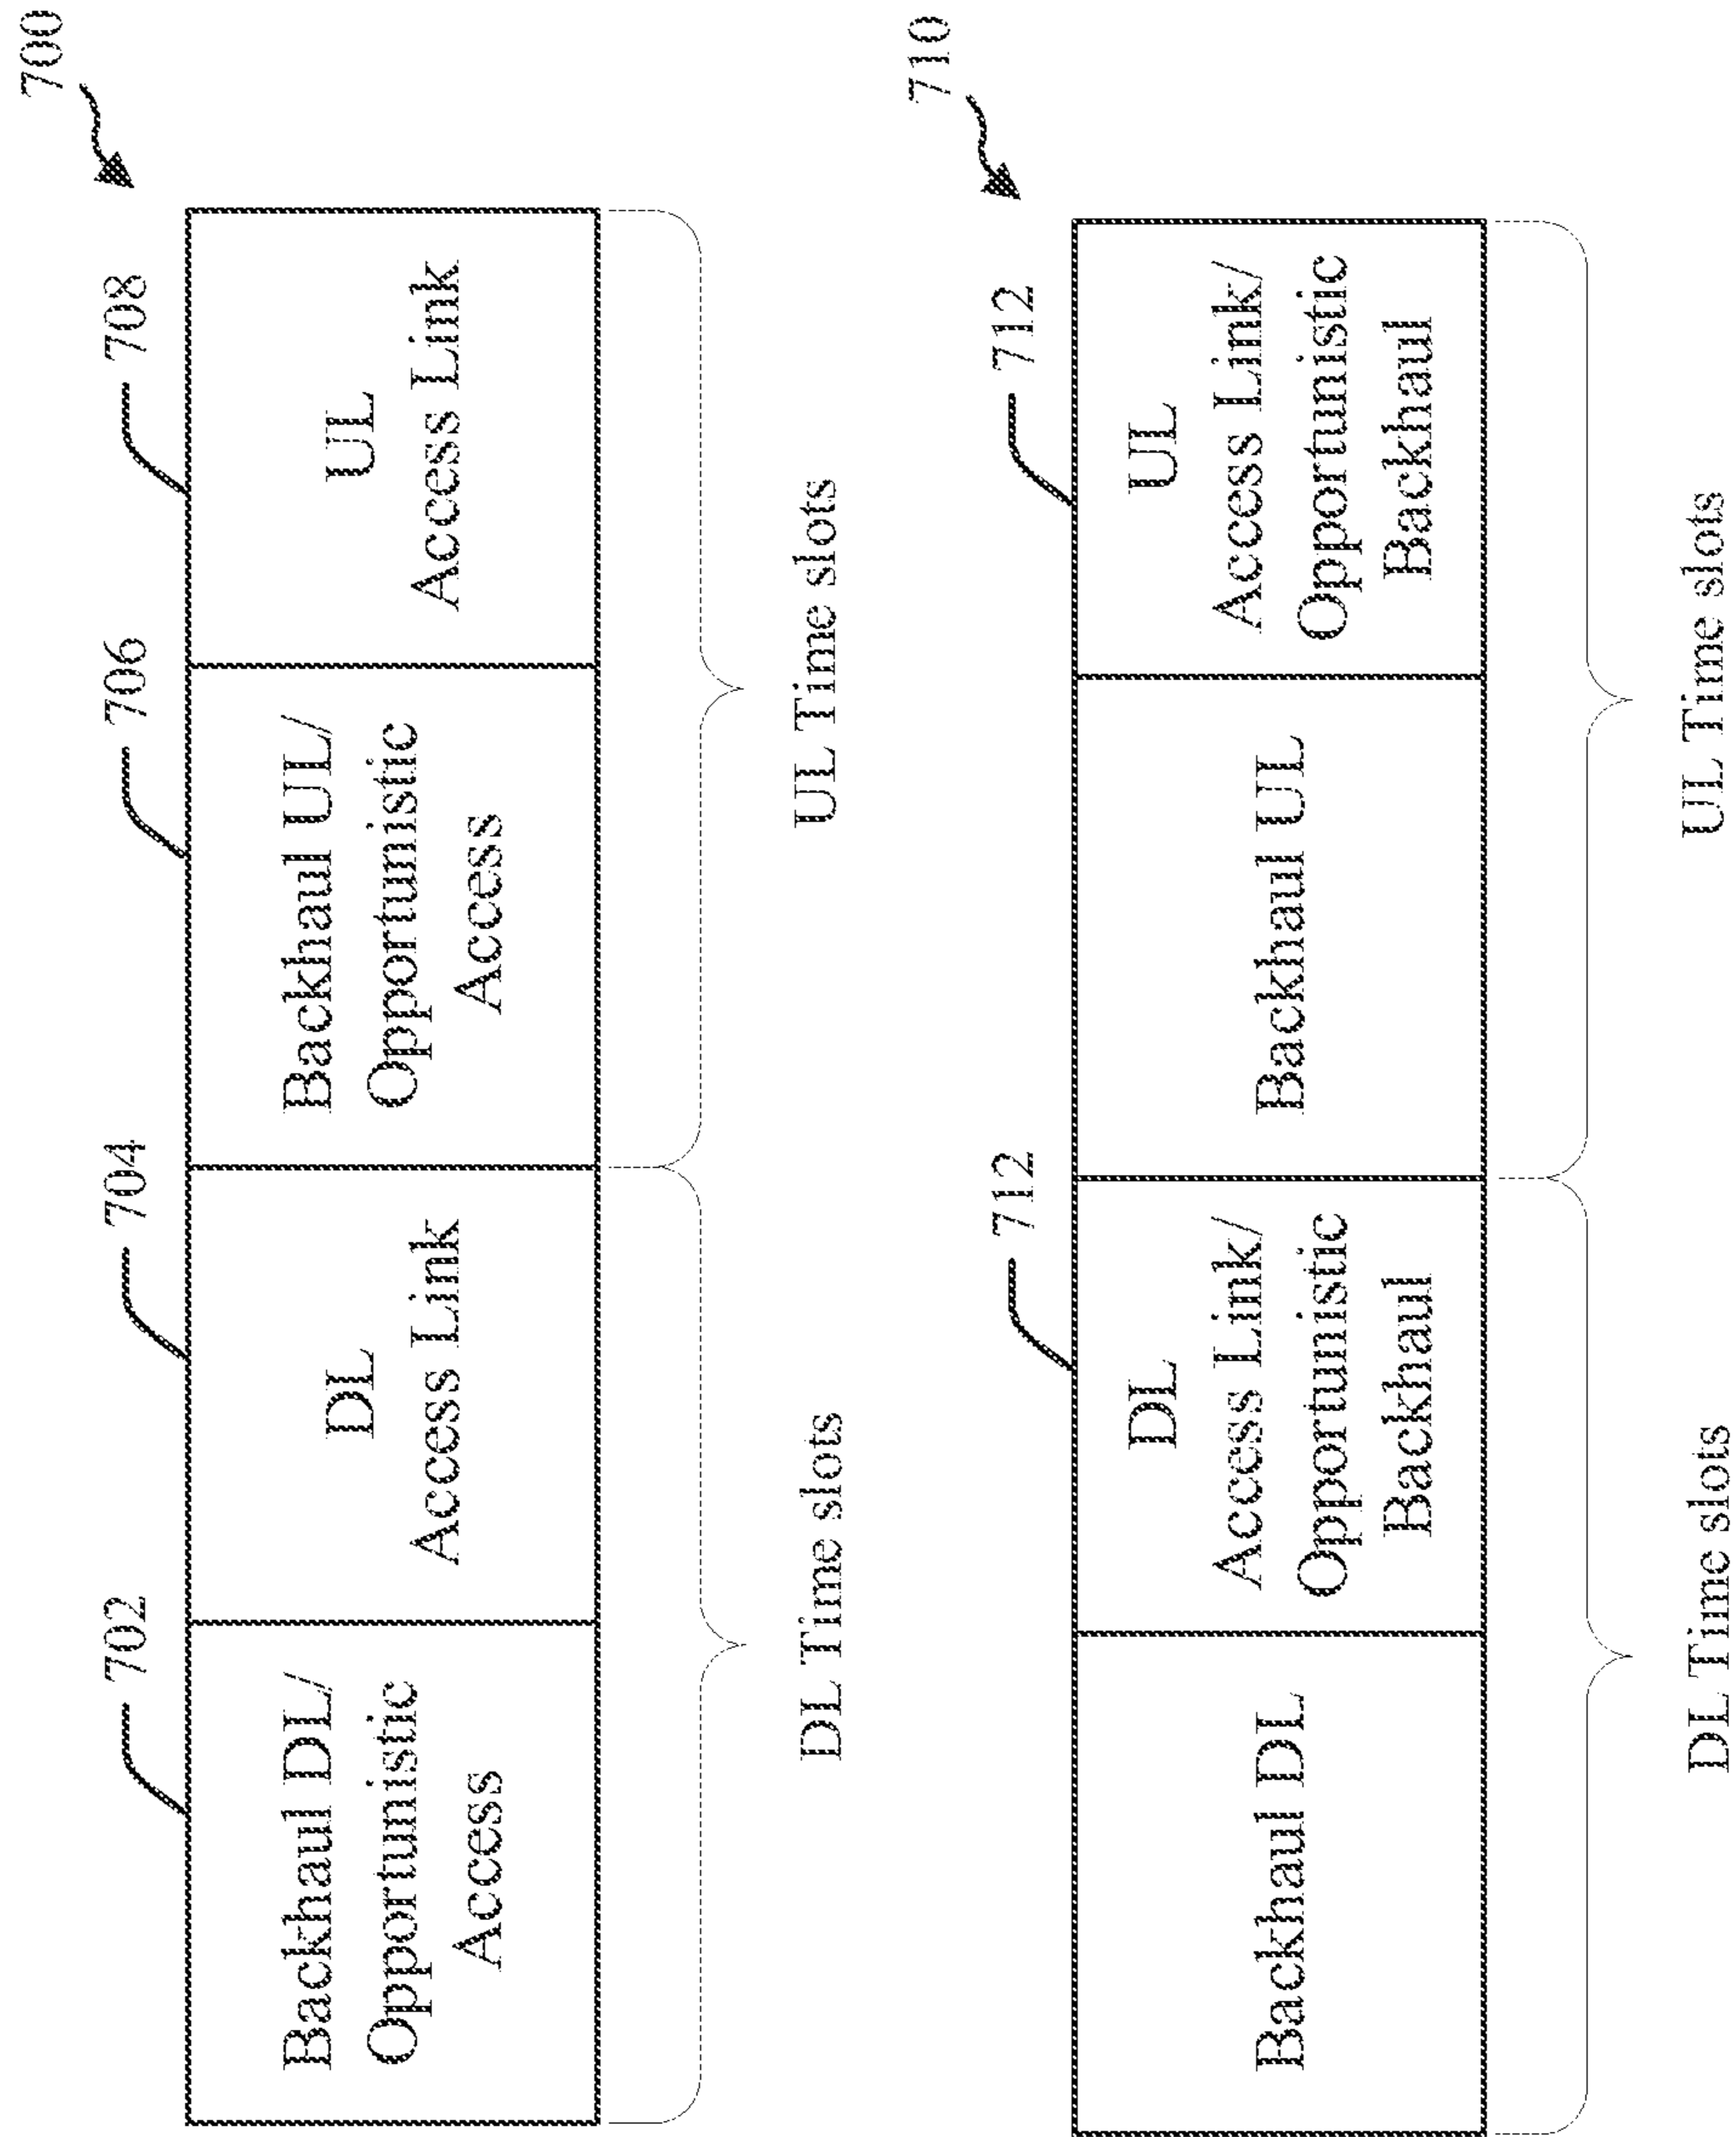 700
702
704
706
708
Backhaul DL/
Opportunistic
Access
DL
Access Link
Backhaul UL/
Opportunistic
Access
UL
Access Link
DL Time slots
UL Time slots
710
712
712
Backhaul DL
DL
Access Link/
Opportunistic
Backhaul
Backhaul UL
UL
Access Link/
Opportunistic
Backhaul
DL Time slots
UL Time slots